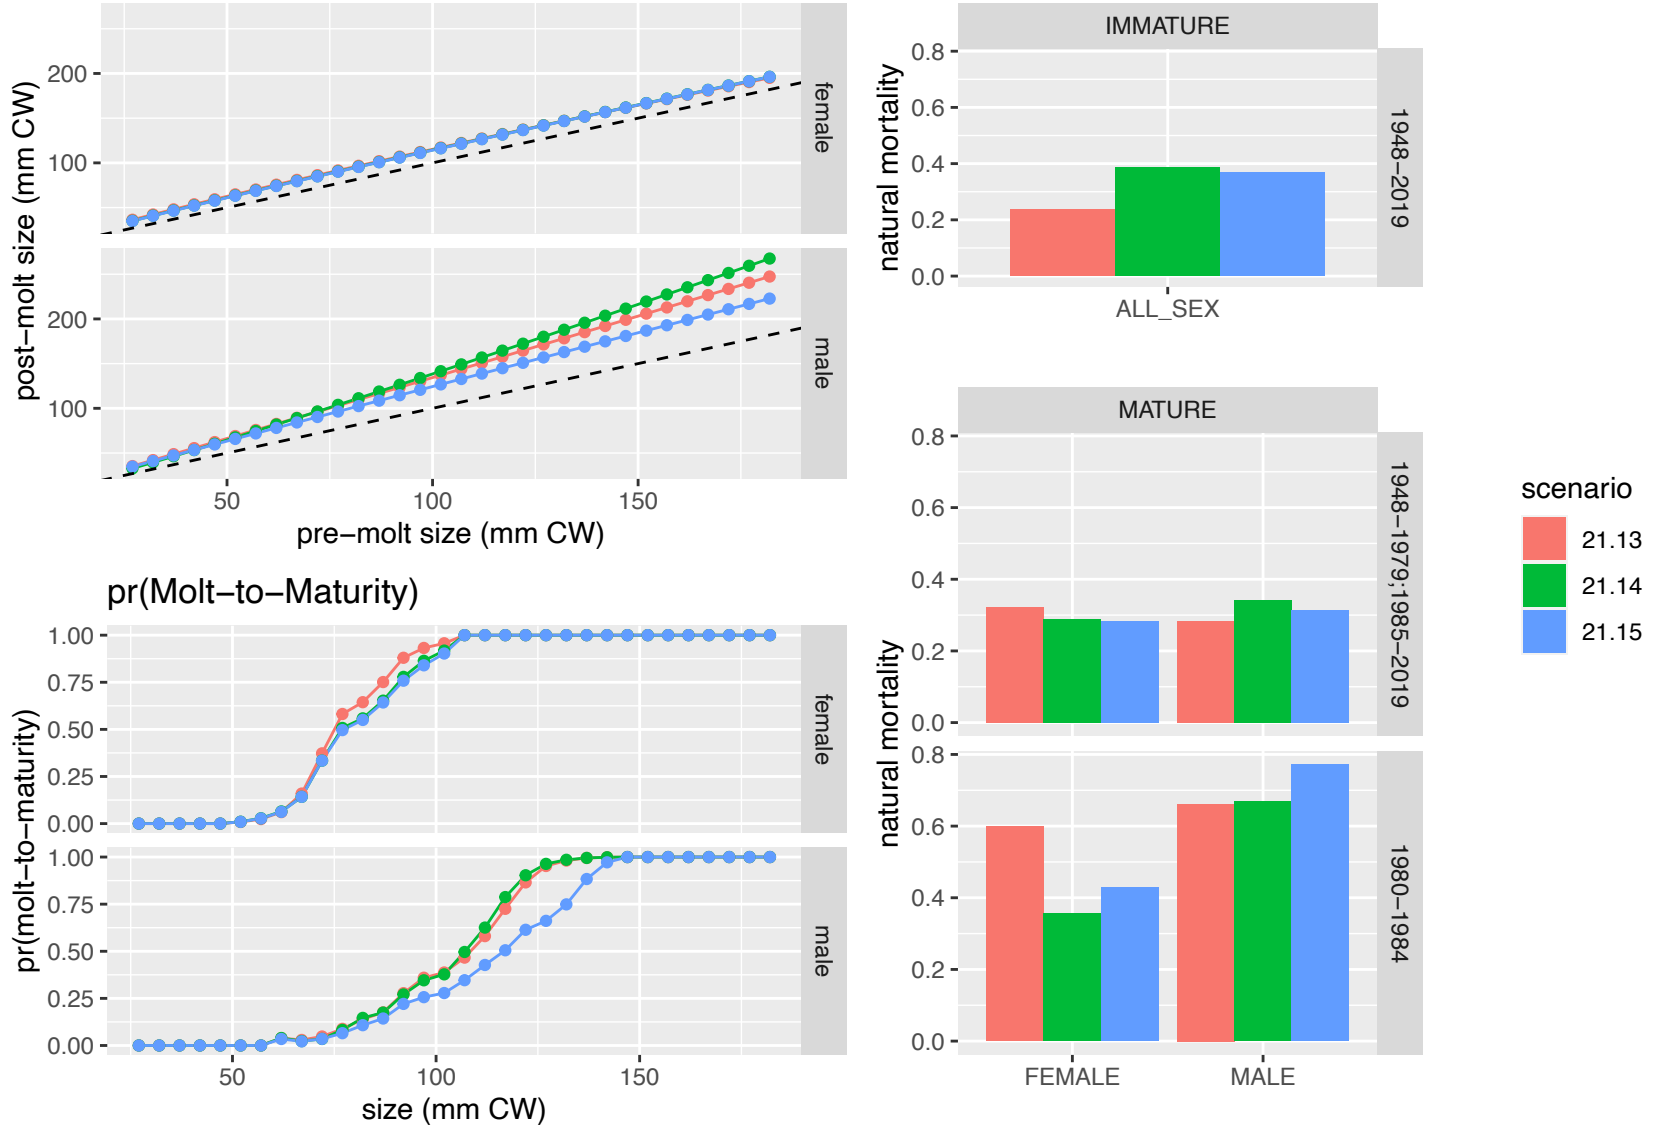 post−molt size (mm CW)
200
100
female
200
100
male
50
100
150
pre−molt size (mm CW)
pr(Molt−to−Maturity)
pr(molt−to−maturity)
1.00
0.75
0.50
0.25
0.00
female
1.00
0.75
0.50
0.25
0.00
male
50
100
150
size (mm CW)
IMMATURE
natural mortality
0.8
0.6
0.4
0.2
0.0
1948−2019
ALL_SEX
MATURE
natural mortality
0.8
0.6
0.4
0.2
0.0
1948−1979;1985−2019
0.8
0.6
0.4
0.2
0.0
1980−1984
FEMALE
MALE
scenario
21.13
21.14
21.15